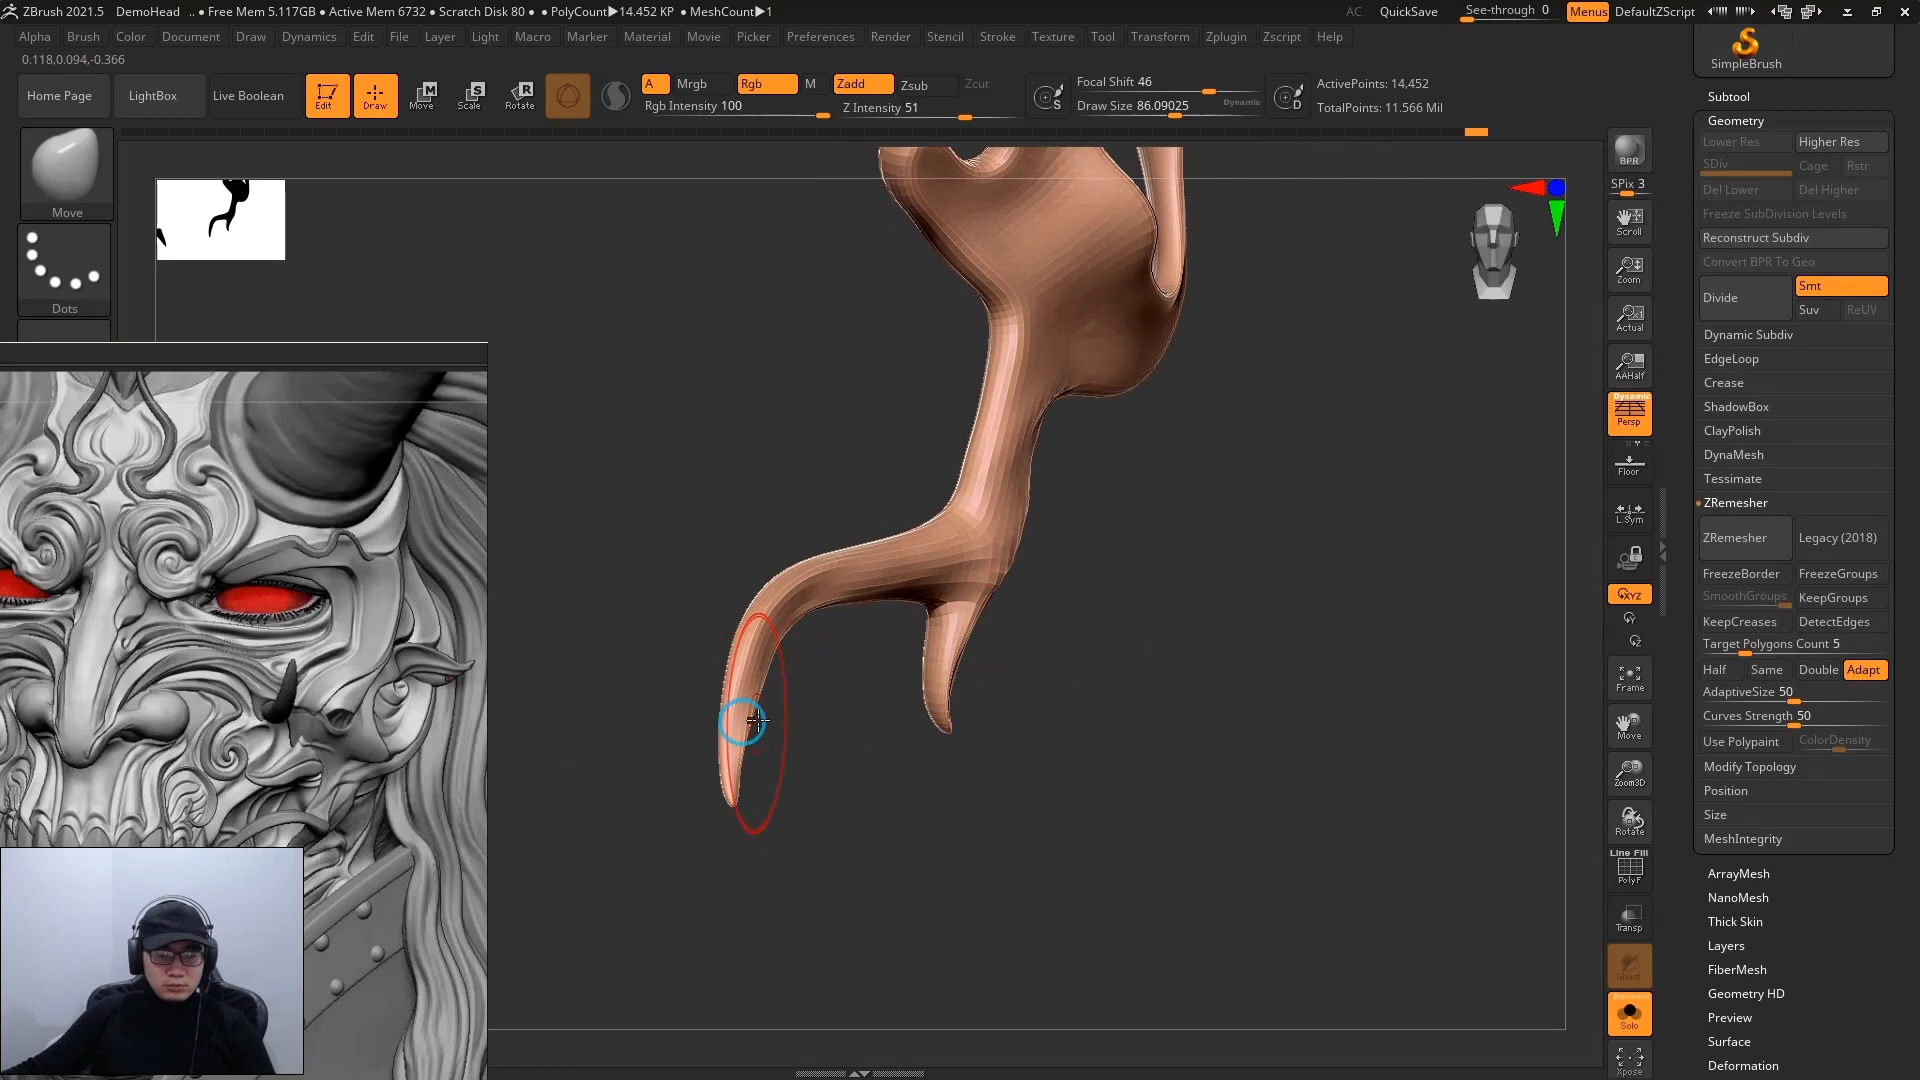 ZBrush 2021.5 DemoHead .. ● Free Mem 5.117GB ● Active Mem 6732 ● Scratch Disk 80 ● ● PolyCount▶14.452 KP ● MeshCount▶1 AC QuickSave See-through 0 Menus DefaultZScript
Alpha Brush Color Document Draw Dynamics Edit File Layer Light Macro Marker Material Movie Picker Preferences Render Stencil Stroke Texture Tool Transform Zplugin Zscript Help
0.118,0.094,-0.366
Home Page LightBox Live Boolean Edit Draw Move Scale Rotate
A Mrgb Rgb M Zadd Zsub Zcut
Rgb Intensity 100 Z Intensity 51
S Focal Shift 46
Draw Size 86.09025 Dynamic
D ActivePoints: 14,452
TotalPoints: 11.566 Mil
Move
Dots
BPR
SPix 3
Scroll
Zoom
Actual
AAHalf
Dynamic
Persp
Floor
L.Sym
XYZ
Frame
Move
Zoom3D
Rotate
Line Fill
PolyF
Transp
Ghost
Dynamic
Solo
Xpose
SimpleBrush
Subtool
Geometry
Lower Res Higher Res
SDiv Cage Rstr
Del Lower Del Higher
Freeze SubDivision Levels
Reconstruct Subdiv
Convert BPR To Geo
Divide Smt
Suv ReUV
Dynamic Subdiv
EdgeLoop
Crease
ShadowBox
ClayPolish
DynaMesh
Tessimate
ZRemesher
ZRemesher Legacy (2018)
FreezeBorder FreezeGroups
SmoothGroups KeepGroups
KeepCreases DetectEdges
Target Polygons Count 5
Half Same Double Adapt
AdaptiveSize 50
Curves Strength 50
Use Polypaint ColorDensity
Modify Topology
Position
Size
MeshIntegrity
ArrayMesh
NanoMesh
Thick Skin
Layers
FiberMesh
Geometry HD
Preview
Surface
Deformation